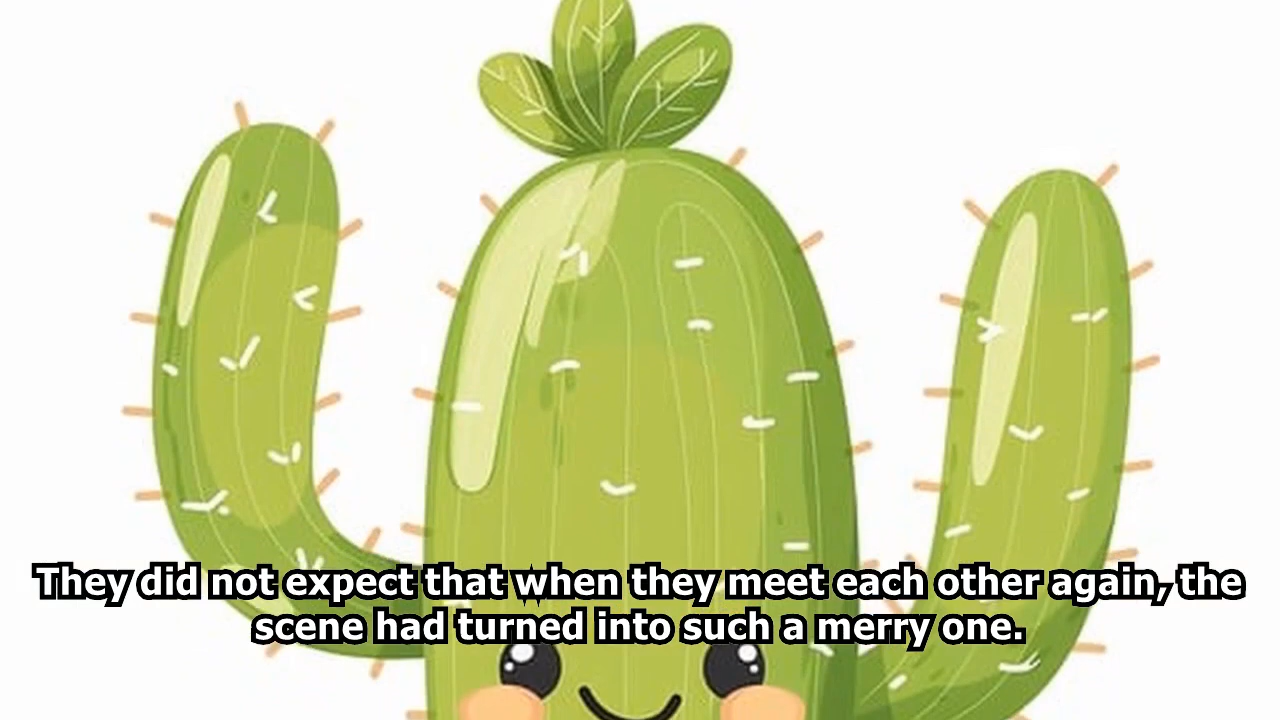 They did not expect that when they meet each other again, the
scene had turned into such a merry one.